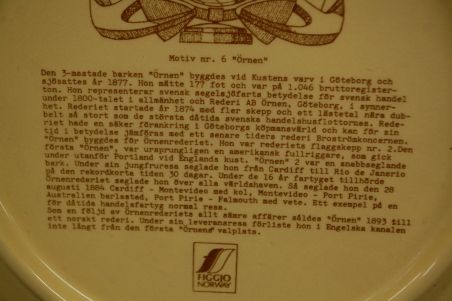 Motiv nr. 6 "Örnen"
Den 3-mastade barken "Örnen" byggdes vid Kustens varv i Göteborg och
sjösattes år 1877. Hon mätte 177 fot och var på 1.046 bruttoregister-
ton. Hon representerar svensk segelsjöfarts betydelse för svensk handel
under 1800-talet i allmänhet och Rederi AB Örnen, Göteborg, i synner-
het. Rederiet startade år 1874 med fler skepp och ett lästetal nära dub-
belt så stort som de största dåtida svenska handelshusflottornas. Rede-
riet hade en säker förankring i Göteborgs köpmannavärld och kan för sin
tid i betydelse jämföras med ett senare tiders rederi Broströmkoncernen.
"Örnen" byggdes för Örnenrederiet. Hon var rederiets flaggskepp nr 2. Den
första "Örnen", var ursprungligen en amerikansk fullriggare, som gick
under utanför Portland vid Englands kust. "Örnen" 2 var en snabbseglande
bark. Under sin jungfruresa seglade hon från Cardiff till Rio de Janerio
på den rekordkorta tiden 30 dagar. Under de 16 år fartyget tillhörde
Örnenrederiet seglade hon över alla världshaven. Så seglade hon den 28
augusti 1884 Cardiff - Montevideo med kol, Montevideo - Port Pirie,
Australien barlastad, Port Pirie - Falmouth med vete. Ett exempel på en
för dåtida handelsfartyg normal resa.
Som en följd av Örnenrederiets allt sämre affärer såldes "Örnen" 1893 till
ett norskt rederi. Under sin leveransresa förliste hon i Engelska kanalen
inte långt från den första "Örnens" valplats.
FIGGJO
NORWAY